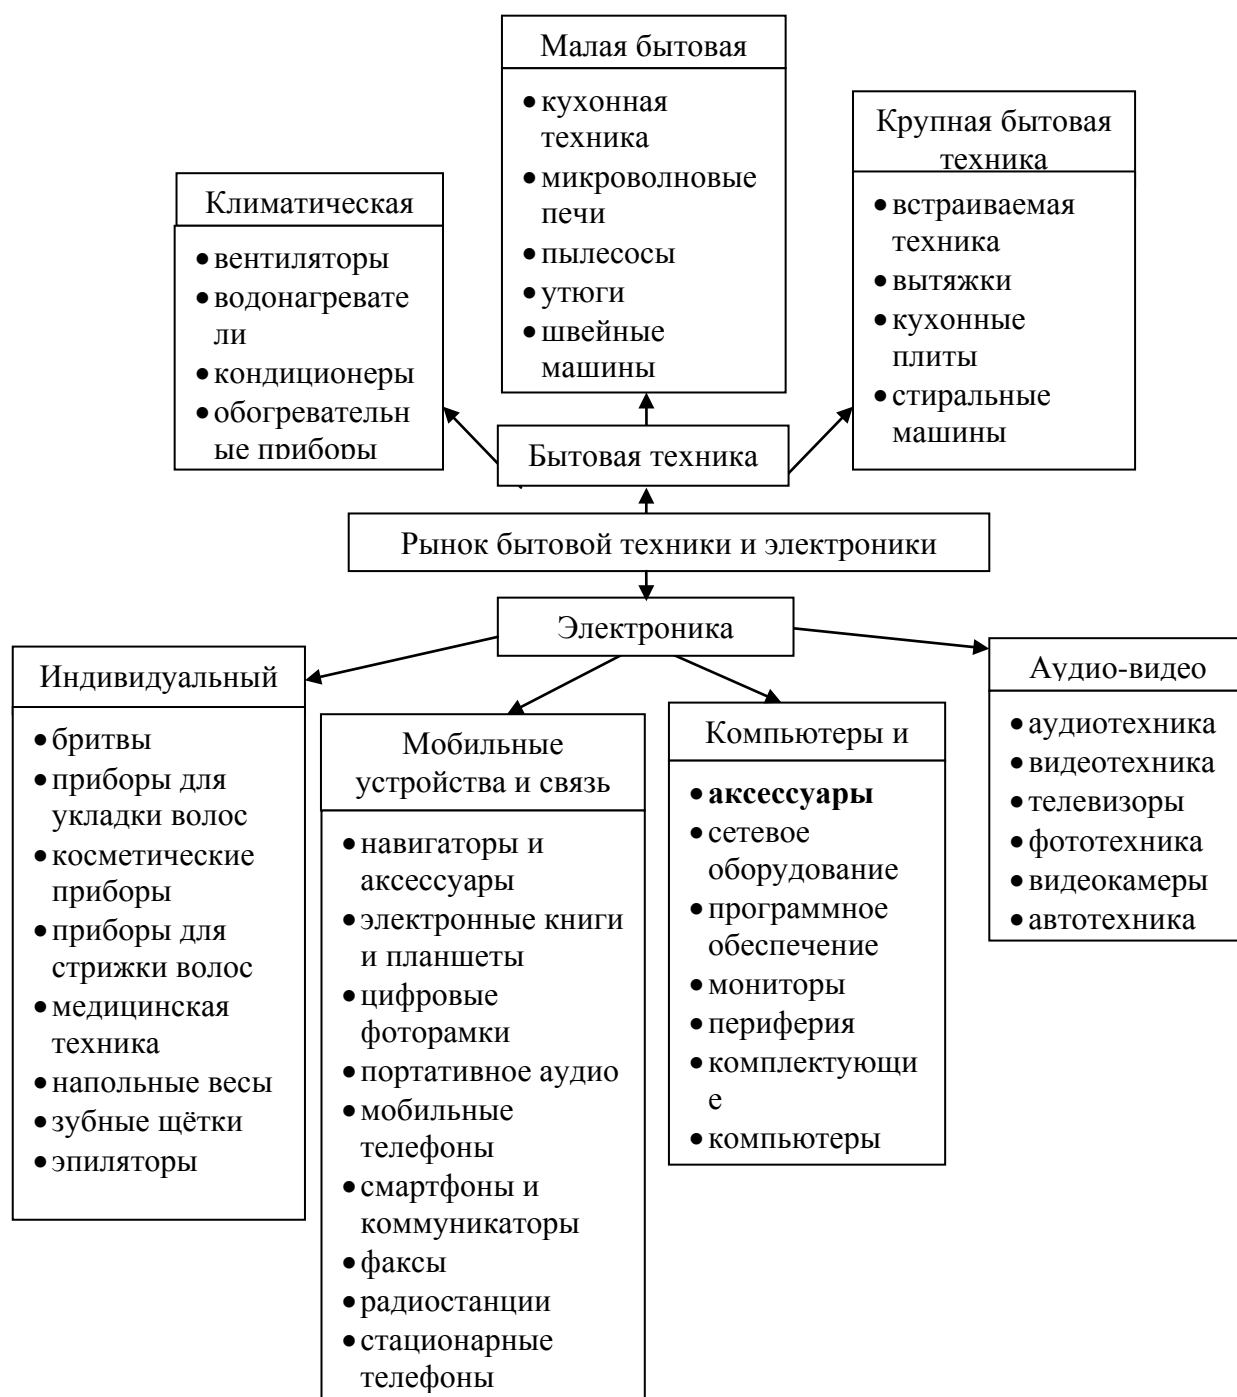 Малая бытовая
• кухонная
техника
• микроволновые
печи
• пылесосы
• утюги
• швейные
машины
Крупная бытовая
техника
• встраиваемая
техника
• вытяжки
• кухонные
плиты
• стиральные
машины
Климатическая
• вентиляторы
• водонагревате
ли
• кондиционеры
• обогреватель
ные приборы
Бытовая техника
Рынок бытовой техники и электроники
Электроника
Индивидуальный
• бритвы
• приборы для
укладки волос
• косметические
приборы
• приборы для
стрижки волос
• медицинская
техника
• напольные весы
• зубные щётки
• эпиляторы
Мобильные
устройства и связь
• навигаторы и
аксессуары
• электронные книги
и планшеты
• цифровые
фоторамки
• портативное аудио
• мобильные
телефоны
• смартфоны и
коммуникаторы
• факсы
• радиостанции
• стационарные
телефоны
Компьютеры и
• аксессуары
• сетевое
оборудование
• программное
обеспечение
• мониторы
• периферия
• комплектующи
е
• компьютеры
Аудио-видео
• аудиотехника
• видеотехника
• телевизоры
• фототехника
• видеокамеры
• автотехника